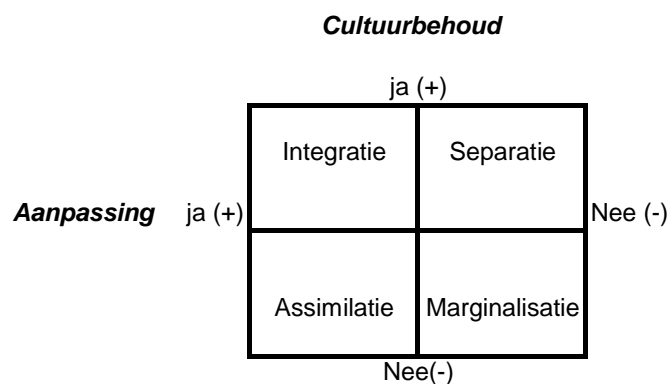 Cultuurbehoud
ja (+)
Integratie Separatie
Aanpassing ja (+) Nee (-)
Assimilatie Marginalisatie
Nee(-)